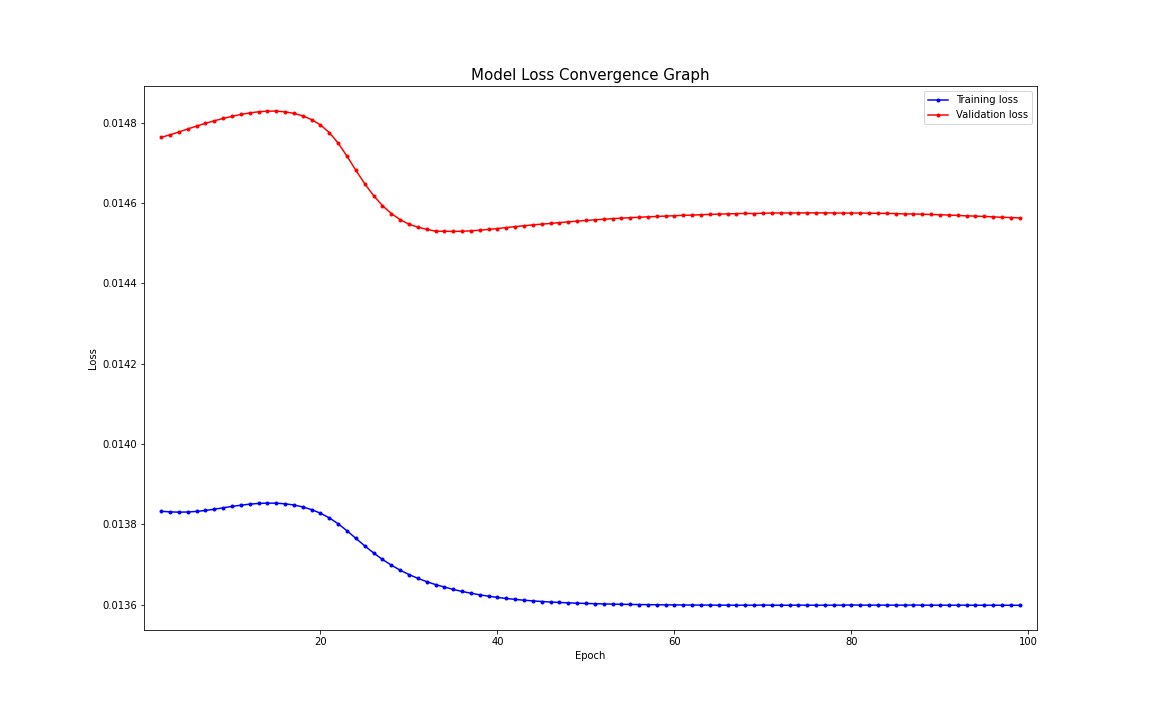 Model Loss Convergence Graph
Training loss
Validation loss
0.0148
0.0146
0.0144
0.0142
0.0140
0.0138
0.0136
Loss
20
40
60
80
100
Epoch